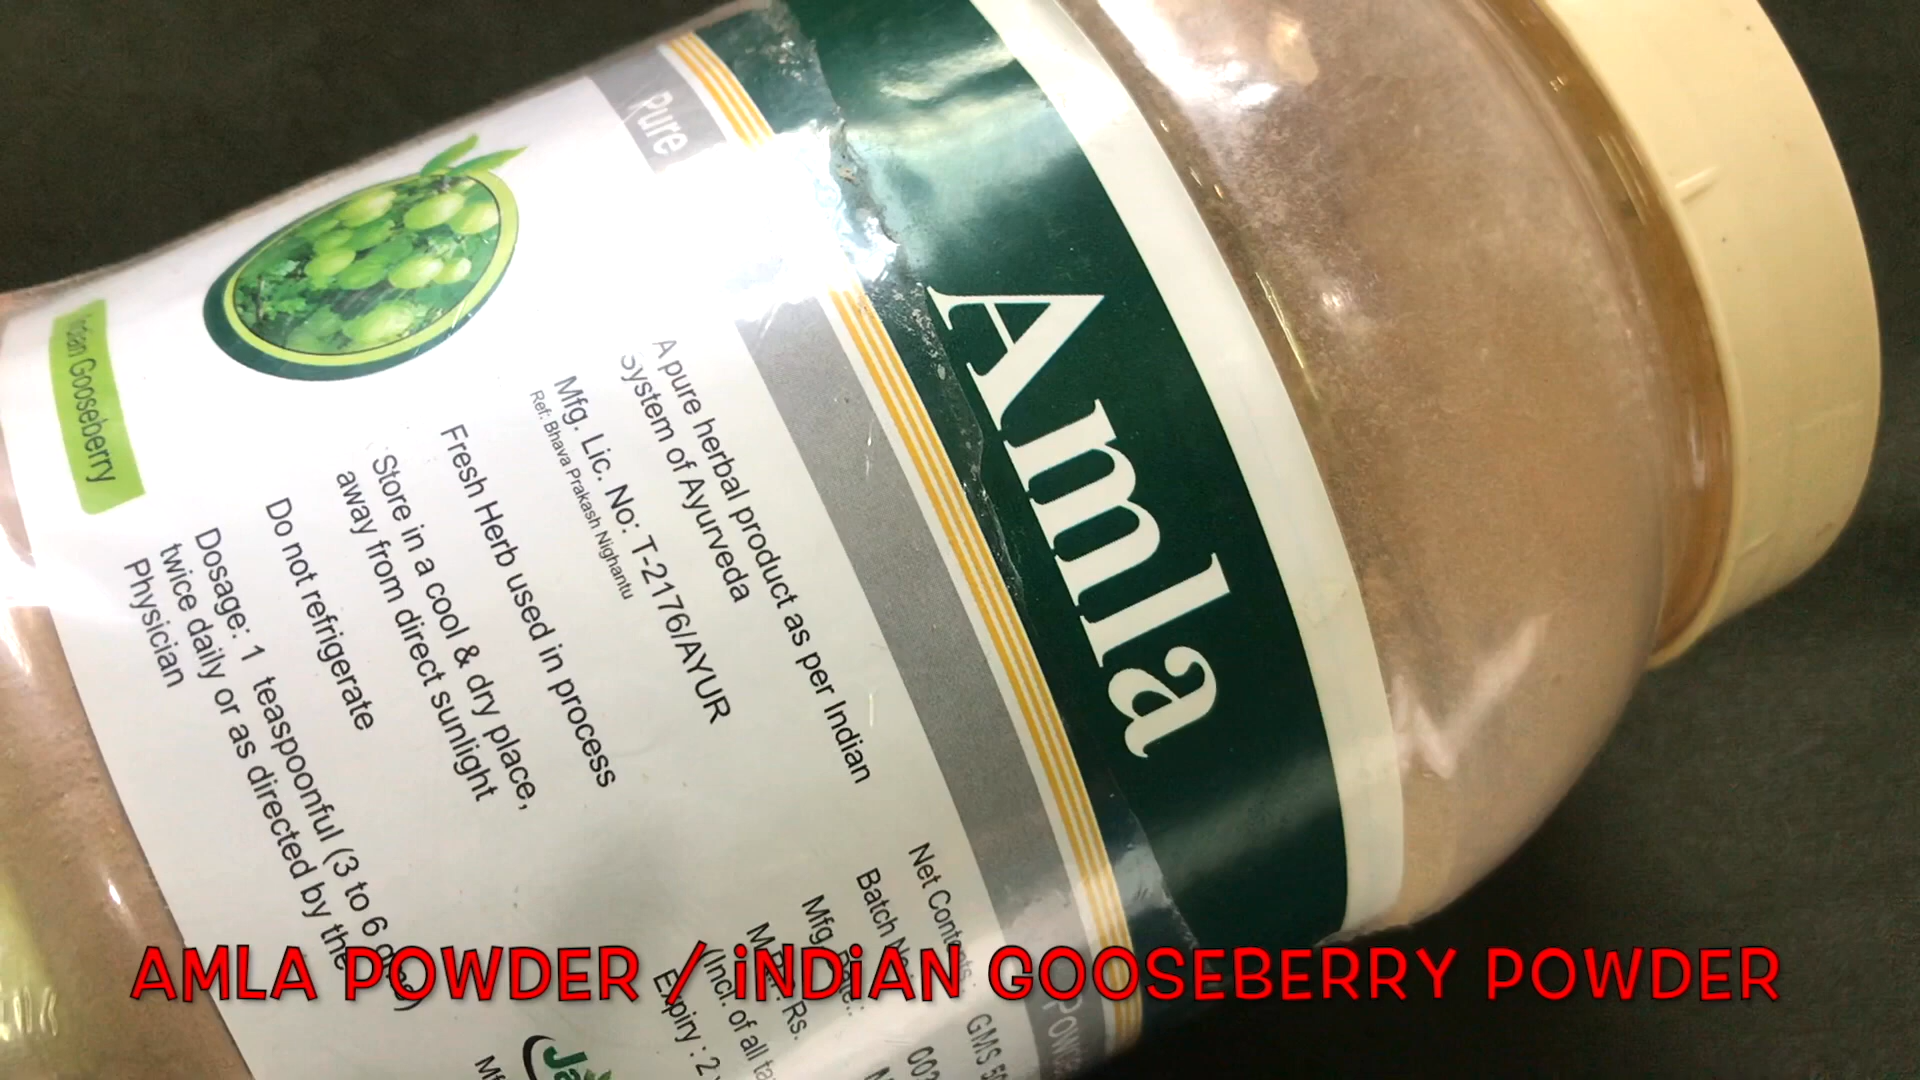 Amla
Pure
Indian Gooseberry
A pure herbal product as per Indian
System of Ayurveda
Mfg. Lic. No: T-2176/AYUR
Ref: Bhava Prakash Nighantu
Fresh Herb used in process
Store in a cool & dry place,
away from direct sunlight
Do not refrigerate
Dosage: 1 teaspoonful (3 to 6
twice daily or as directed by the
Physician
Net Contents:
GMS
Batch
Mfg.
Rs.
(Incl. of all
Expiry : 2
AMLA POWDER / iNDiAN GOOSEBERRY POWDER